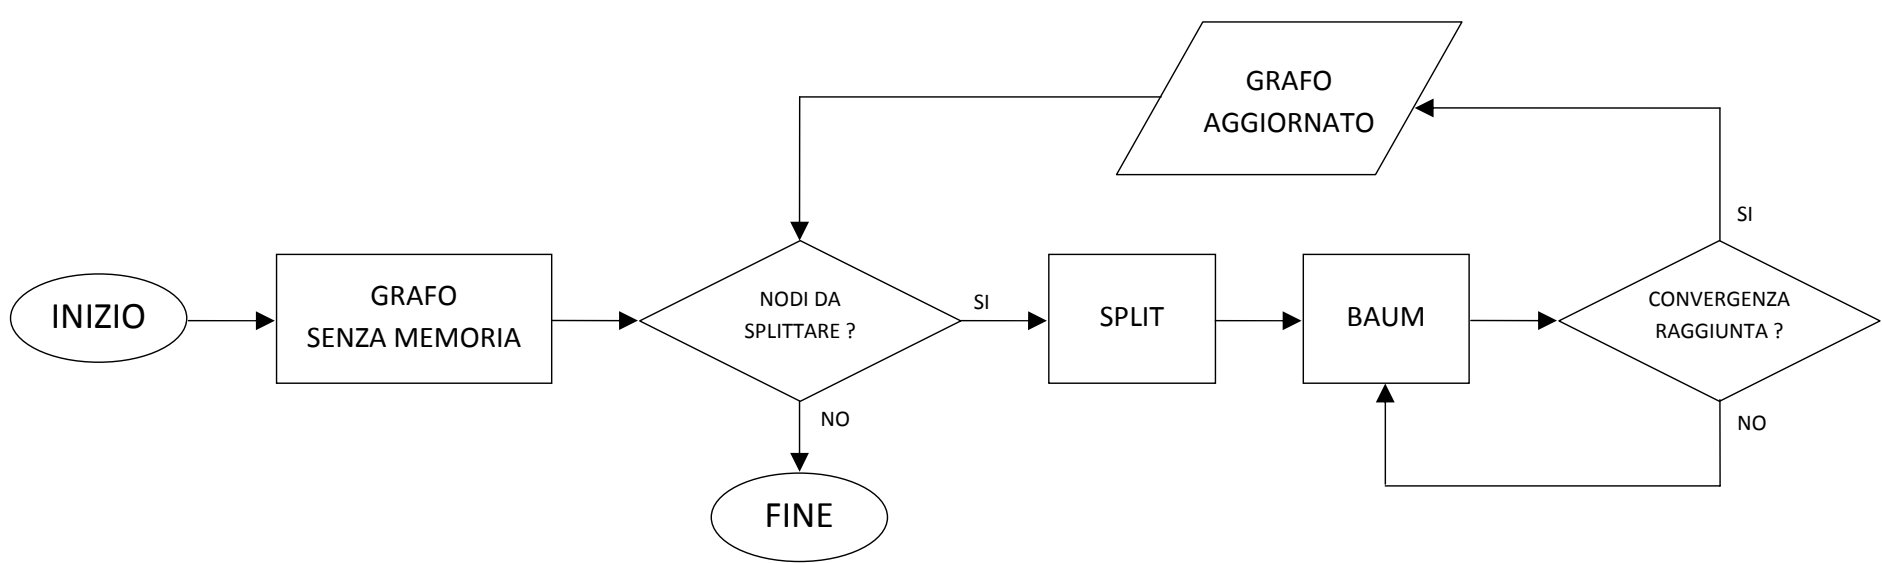 GRAFO
AGGIORNATO
SI
INIZIO
GRAFO
SENZA MEMORIA
NODI DA
SPLITTARE ?
SI
SPLIT
BAUM
CONVERGENZA
RAGGIUNTA ?
NO
NO
FINE